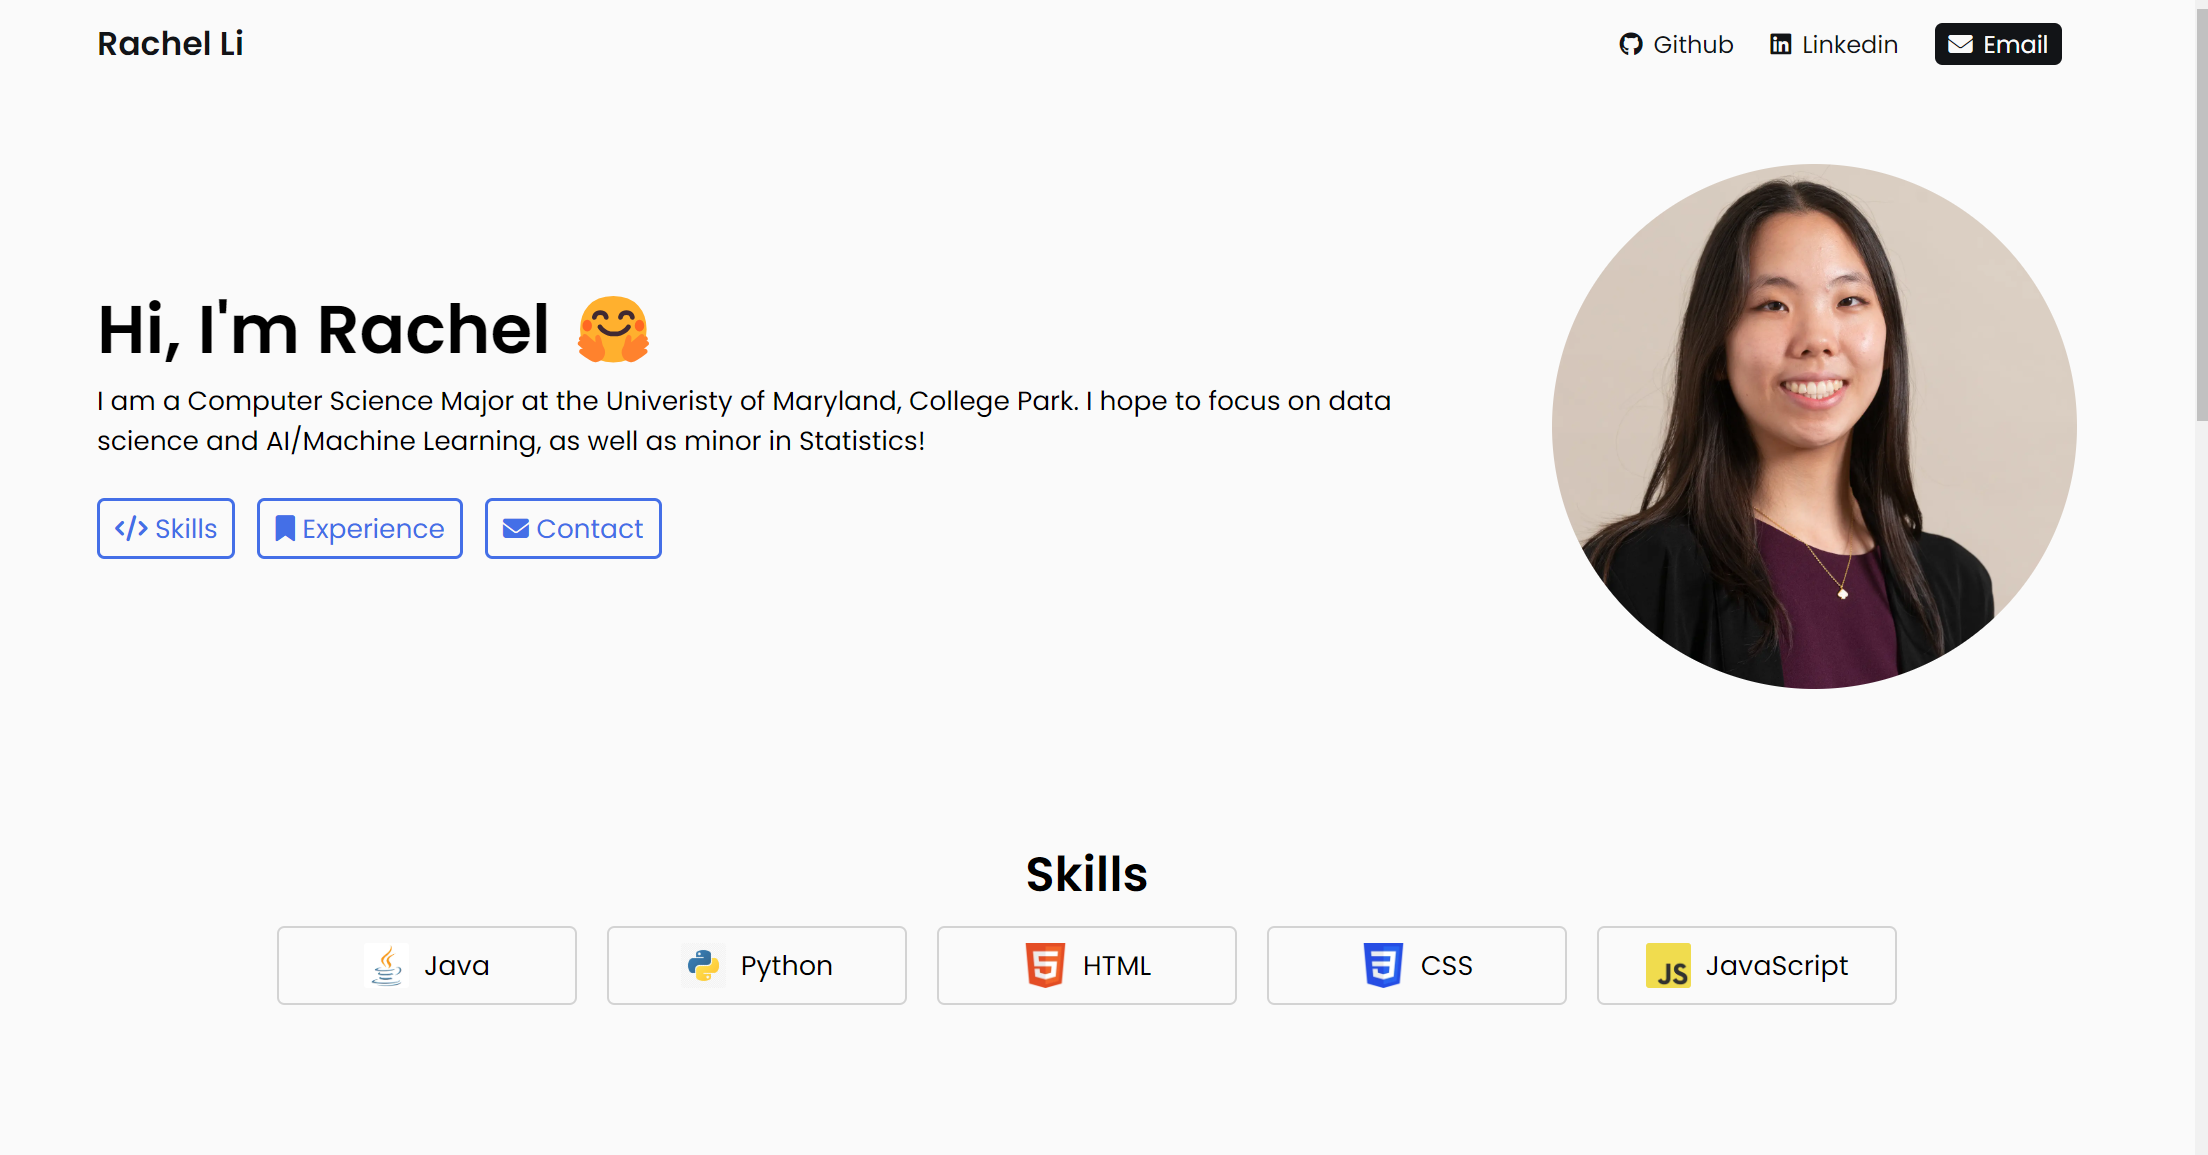 Rachel Li
Github
Linkedin
Email
Hi, I'm Rachel 🤗
I am a Computer Science Major at the Univeristy of Maryland, College Park. I hope to focus on data
science and AI/Machine Learning, as well as minor in Statistics!
</> Skills
Experience
Contact
Skills
Java
Python
5 HTML
3 CSS
JS JavaScript